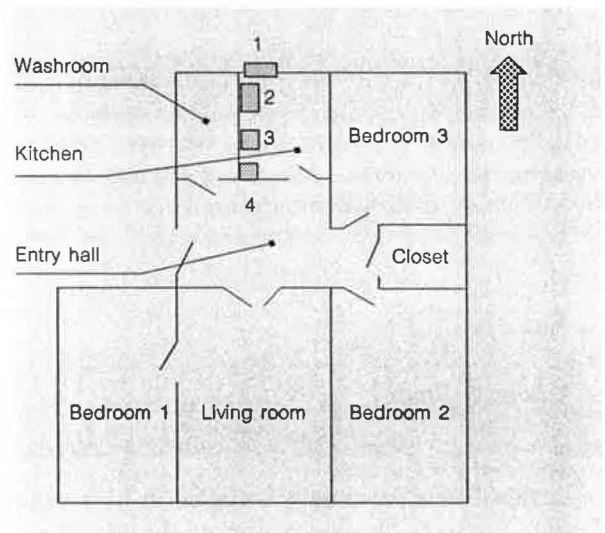 1
North
Washroom
2
3
Bedroom 3
Kitchen
4
Entry hall
Closet
Bedroom 1
Living room
Bedroom 2